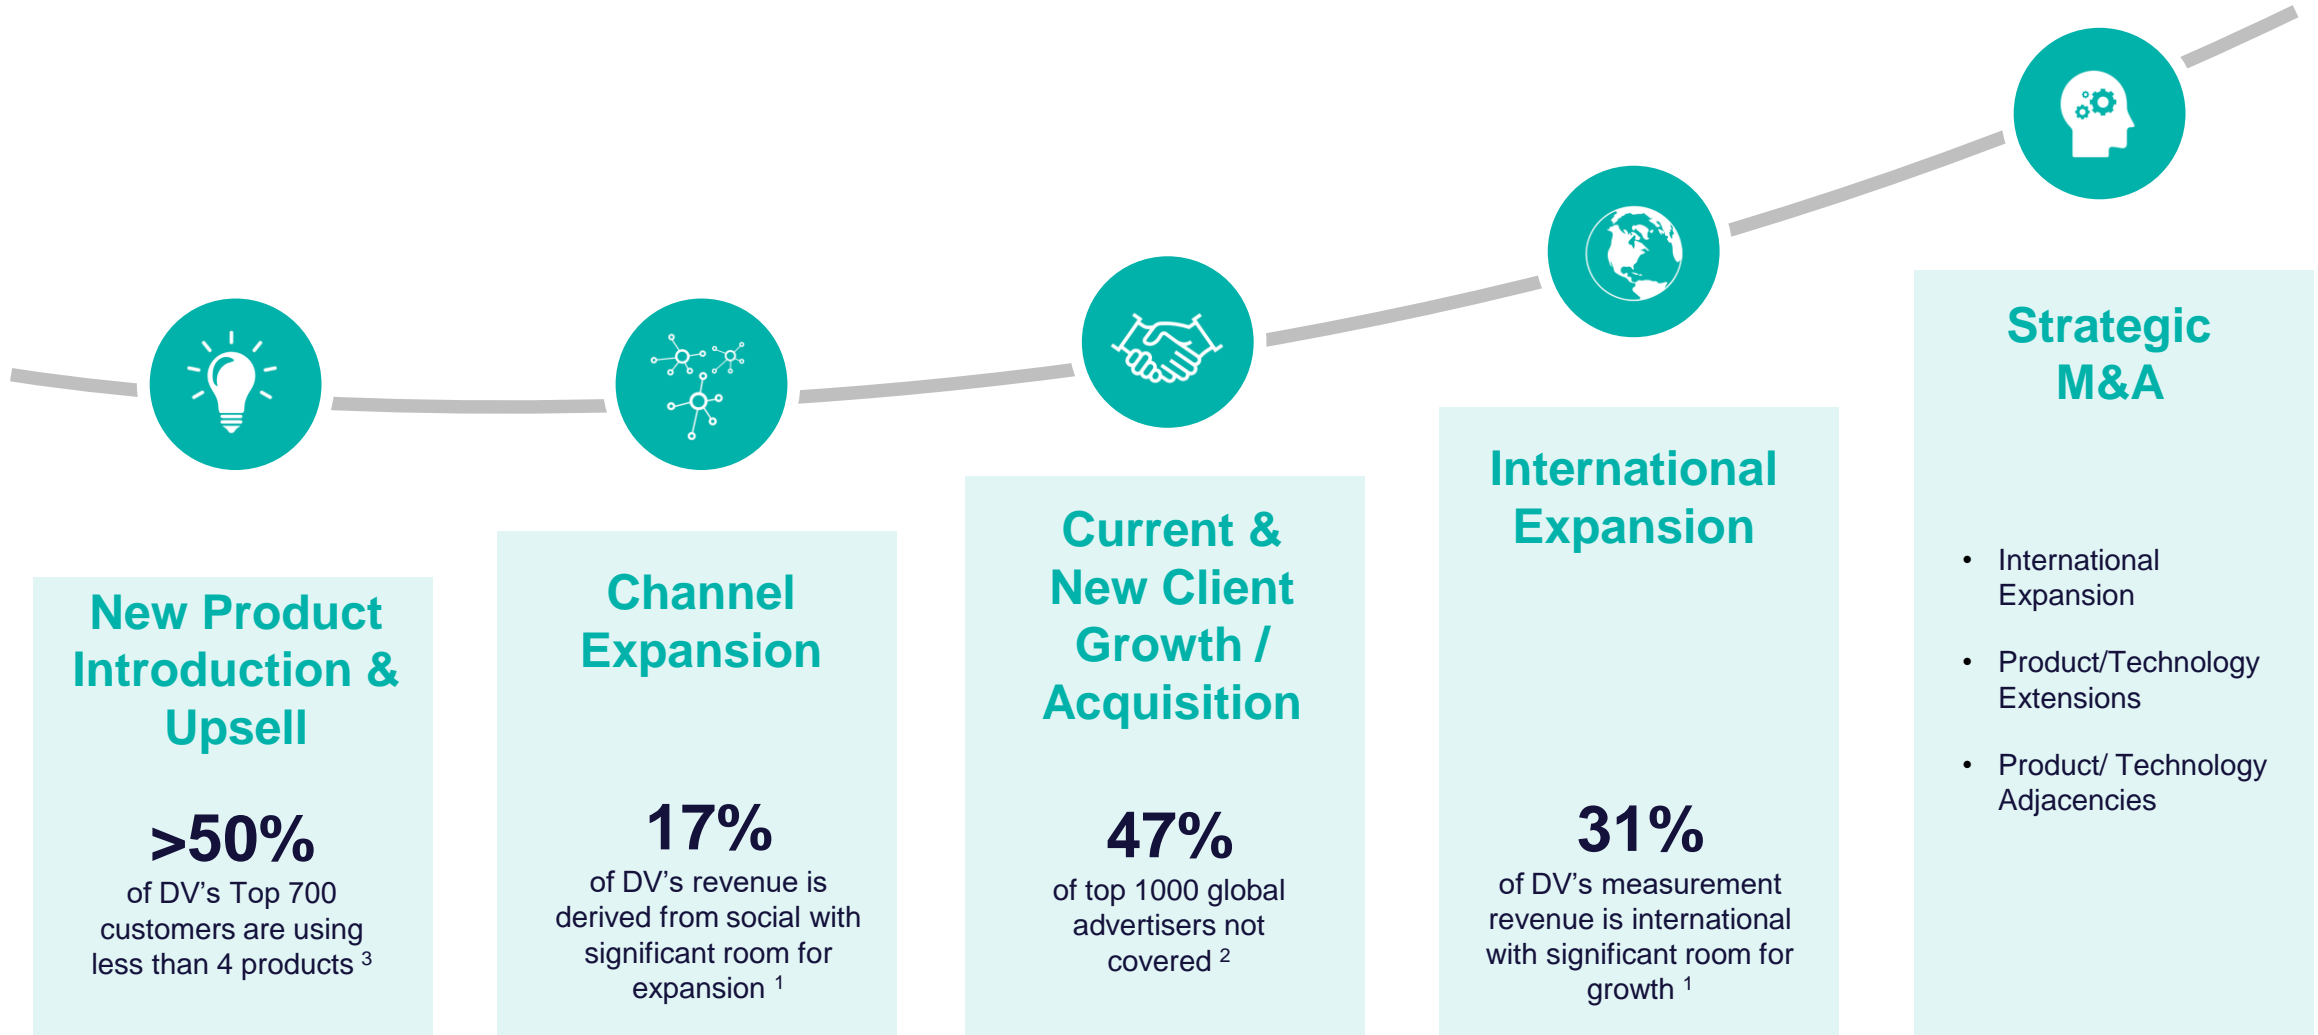 New Product
Introduction &
Upsell
>50%
of DV’s Top 700
customers are using
less than 4 products ³
Channel
Expansion
17%
of DV’s revenue is
derived from social with
significant room for
expansion ¹
Current &
New Client
Growth /
Acquisition
47%
of top 1000 global
advertisers not
covered ²
International
Expansion
31%
of DV’s measurement
revenue is international
with significant room for
growth ¹
Strategic
M&A
• International
Expansion
• Product/Technology
Extensions
• Product/ Technology
Adjacencies